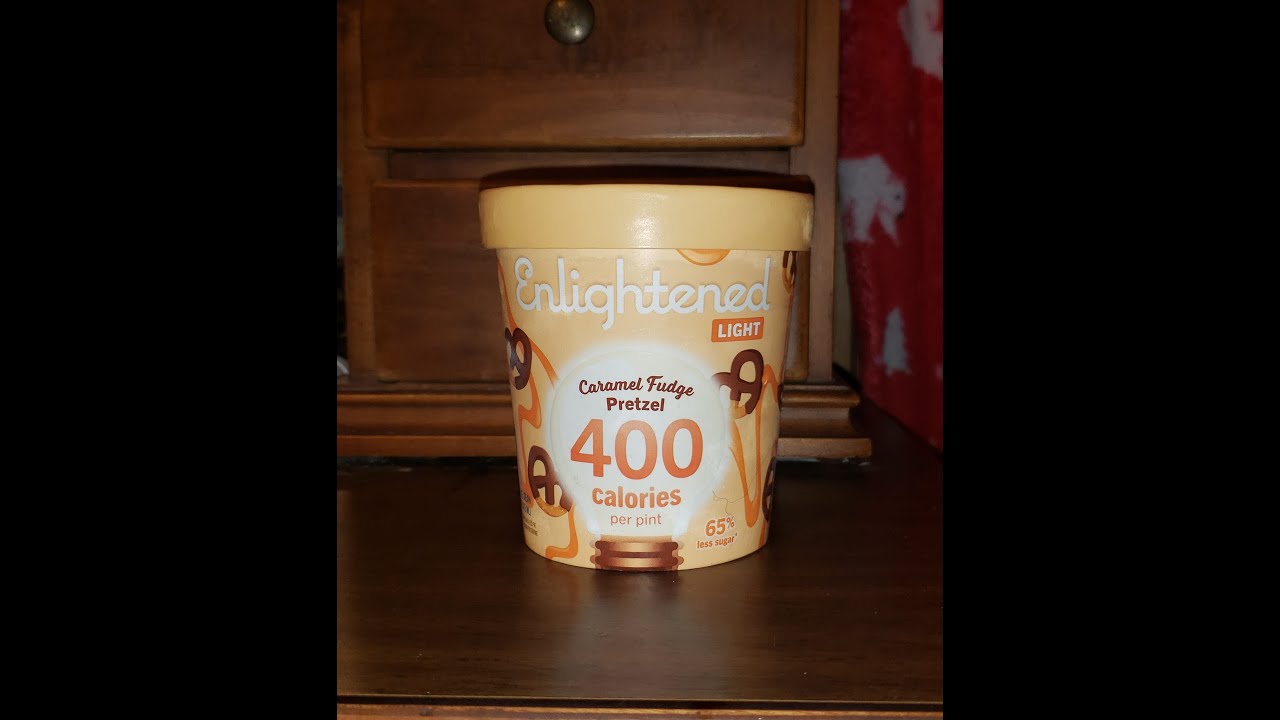 Enlightened
LIGHT
Caramel Fudge
Pretzel
400
calories
per pint
65%
less sugar*